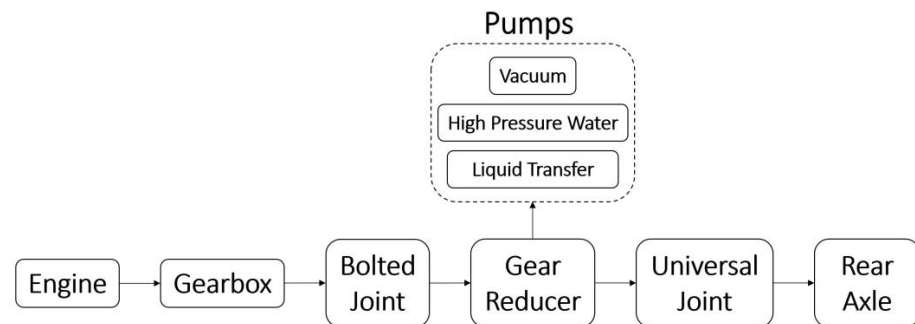 Pumps
Vacuum
High Pressure Water
Liquid Transfer
Engine
Gearbox
Bolted
Joint
Gear
Reducer
Universal
Joint
Rear
Axle